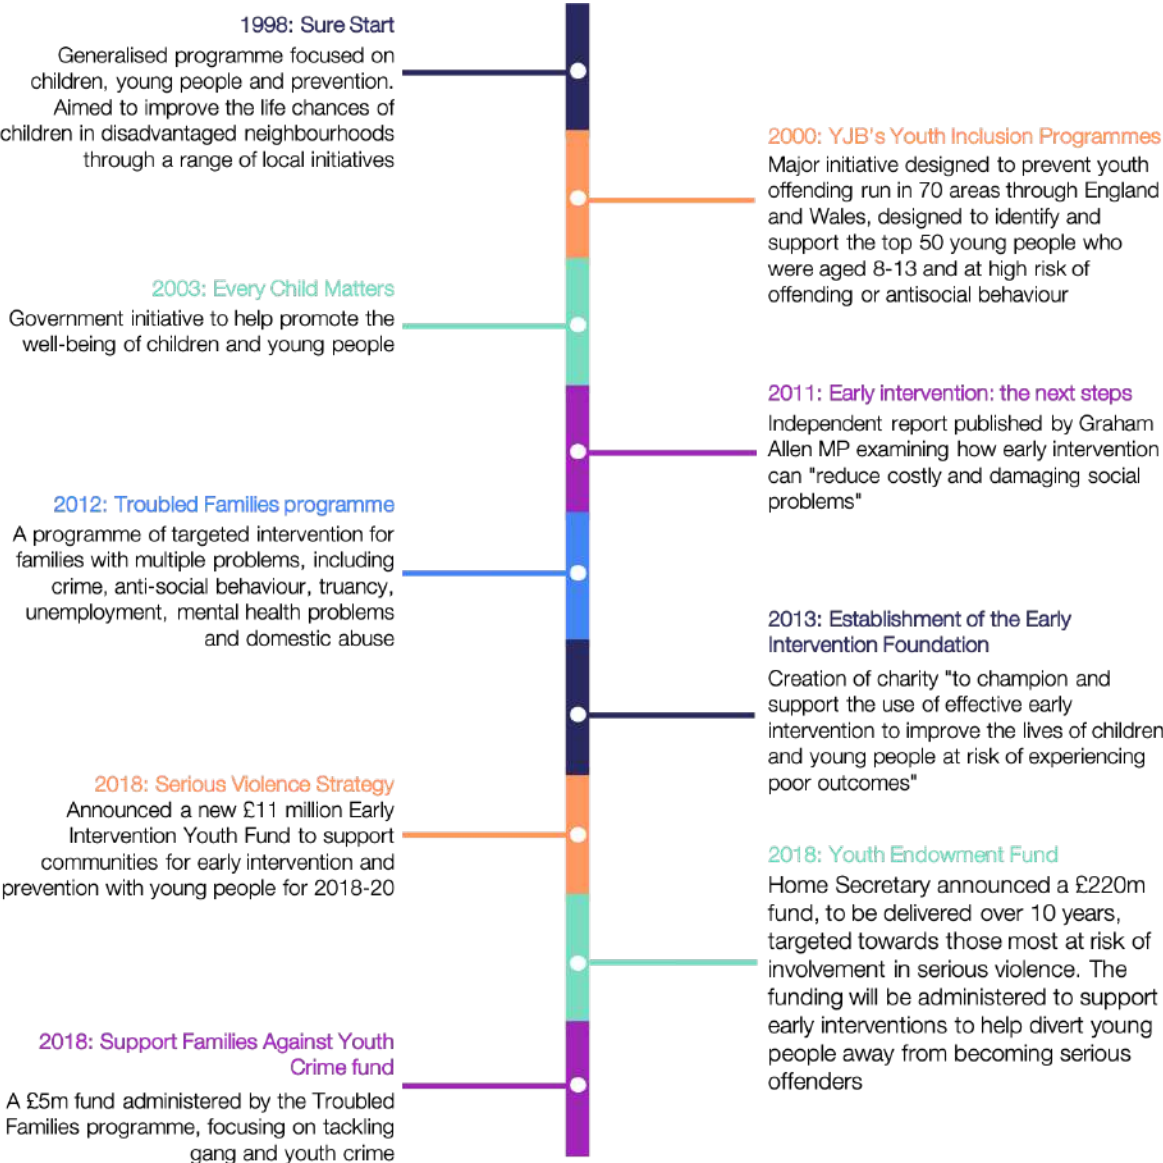 1998: Sure Start
Generalised programme focused on
children, young people and prevention.
Aimed to improve the life chances of
children in disadvantaged neighbourhoods
through a range of local initiatives
2000: YJB's Youth Inclusion Programmes
Major initiative designed to prevent youth
offending run in 70 areas through England
and Wales, designed to identify and
support the top 50 young people who
were aged 8-13 and at high risk of
offending or antisocial behaviour
2003: Every Child Matters
Government initiative to help promote the
well-being of children and young people
2011: Early intervention: the next steps
Independent report published by Graham
Allen MP examining how early intervention
can "reduce costly and damaging social
problems"
2012: Troubled Families programme
A programme of targeted intervention for
families with multiple problems, including
crime, anti-social behaviour, truancy,
unemployment, mental health problems
and domestic abuse
2013: Establishment of the Early
Intervention Foundation
Creation of charity "to champion and
support the use of effective early
intervention to improve the lives of children
and young people at risk of experiencing
poor outcomes"
2018: Serious Violence Strategy
Announced a new £11 million Early
Intervention Youth Fund to support
communities for early intervention and
prevention with young people for 2018-20
2018: Youth Endowment Fund
Home Secretary announced a £220m
fund, to be delivered over 10 years,
targeted towards those most at risk of
involvement in serious violence. The
funding will be administered to support
early interventions to help divert young
people away from becoming serious
offenders
2018: Support Families Against Youth
Crime fund
A £5m fund administered by the Troubled
Families programme, focusing on tackling
gang and youth crime